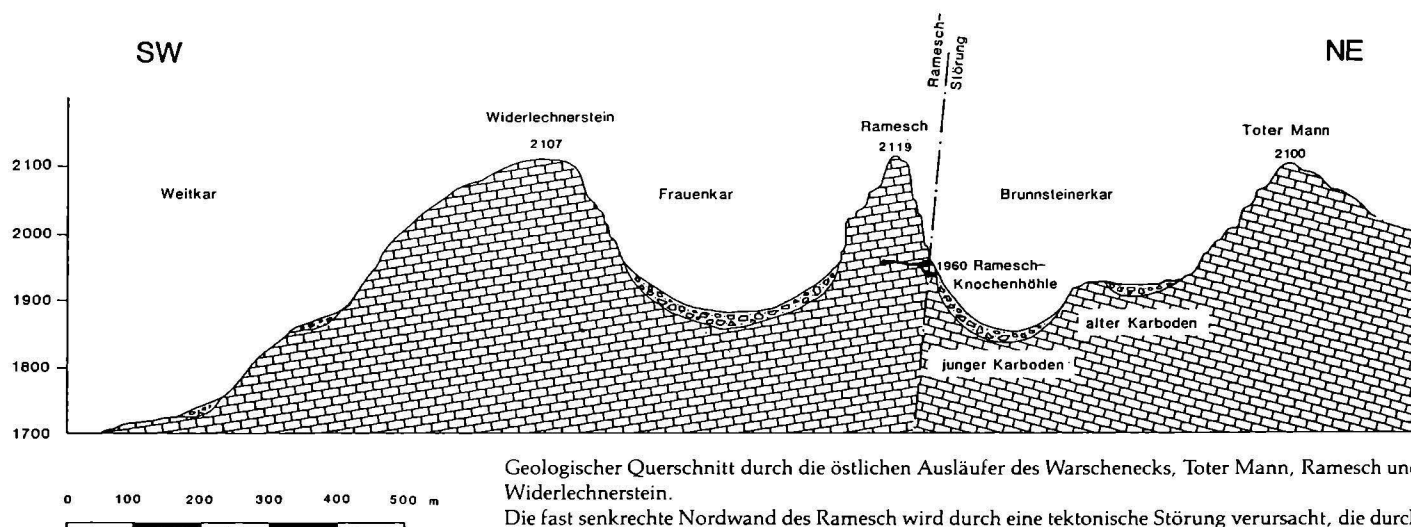 SW
NE
Ramesch-
Störung
Widerlechnerstein
2107
Ramesch
2119
Toter Mann
2100
2100
2000
1900
1800
1700
Weitkar
Frauenkar
Brunnsteinerkar
1960 Ramesch-
Knochenhöhle
alter Karboden
junger Karboden
0 100 200 300 400 500 m
Geologischer Querschnitt durch die östlichen Ausläufer des Warschenecks, Toter Mann, Ramesch und
Widerlechnerstein.
Die fast senkrechte Nordwand des Ramesch wird durch eine tektonische Störung verursacht, die durch